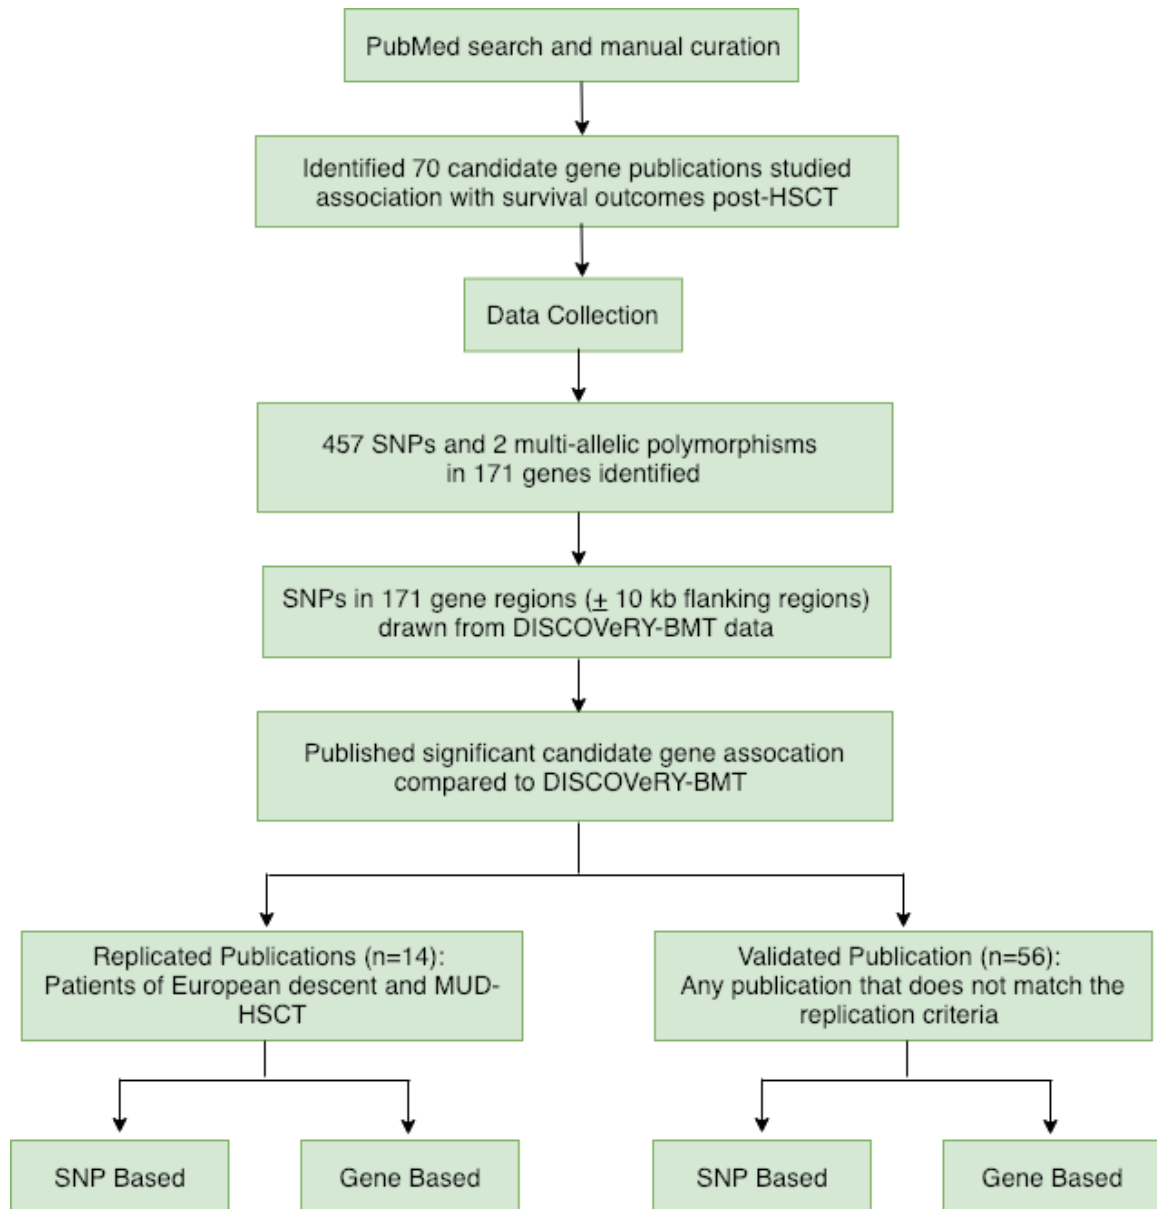 PubMed search and manual curation
Identified 70 candidate gene publications studied
association with survival outcomes post-HSCT
Data Collection
457 SNPs and 2 multi-allelic polymorphisms
in 171 genes identified
SNPs in 171 gene regions (± 10 kb flanking regions)
drawn from DISCOVeRY-BMT data
Published significant candidate gene assocation
compared to DISCOVeRY-BMT
Replicated Publications (n=14):
Patients of European descent and MUD-
HSCT
Validated Publication (n=56):
Any publication that does not match the
replication criteria
SNP Based
Gene Based
SNP Based
Gene Based